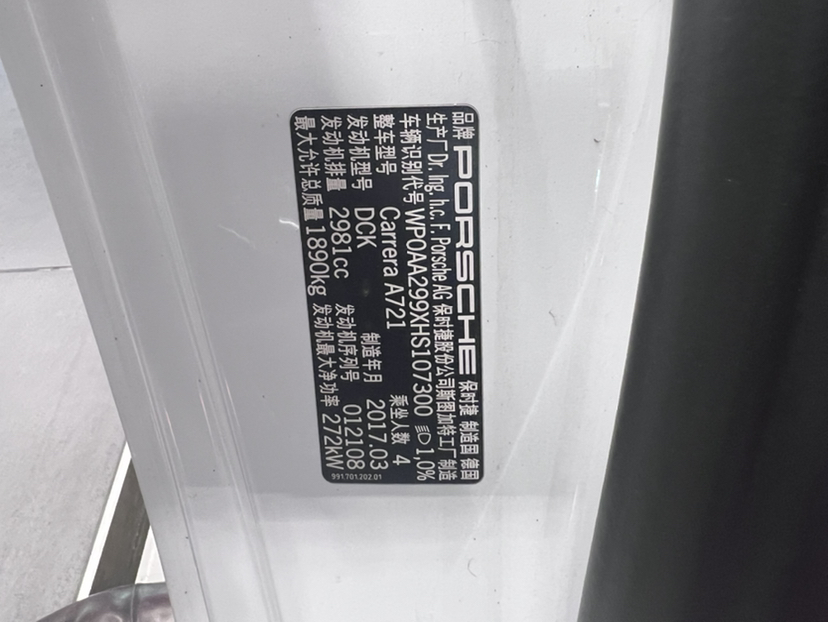 品牌 PORSCHE 保时捷 制造国 德国
生产厂 Dr. Ing. h.c. F. Porsche AG 保时捷股份公司斯图加特工厂制造
车辆识别代号 WP0AA299XHS107300 1,0%
整车型号 Carrera A721 乘坐人数 4
发动机型号 DCK 制造年月 2017.03
发动机排量 2981cc 发动机序列号 012108
最大允许总质量 1890kg 发动机最大净功率 272kW
991.701.202.01